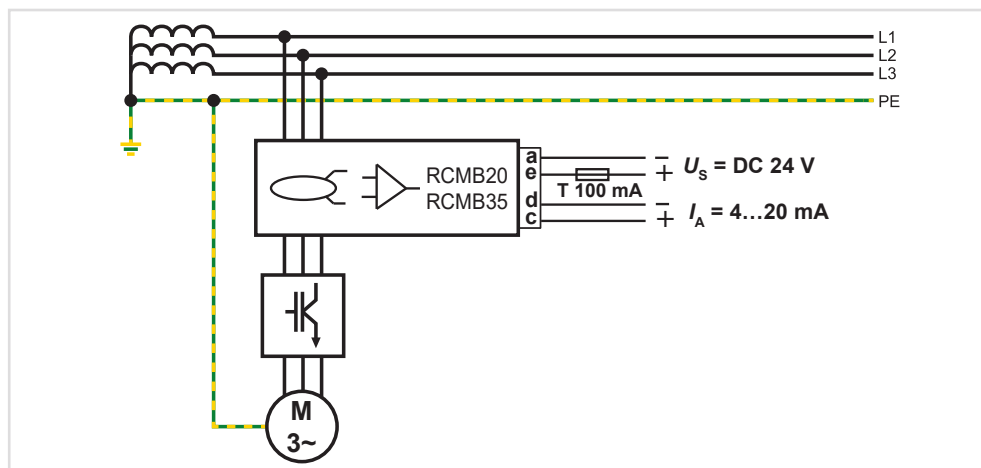 L1
L2
L3
PE
RCMB20
RCMB35
a
e
d
c
− U_S = DC 24 V
+
T 100 mA
− I_A = 4…20 mA
+
M
3~